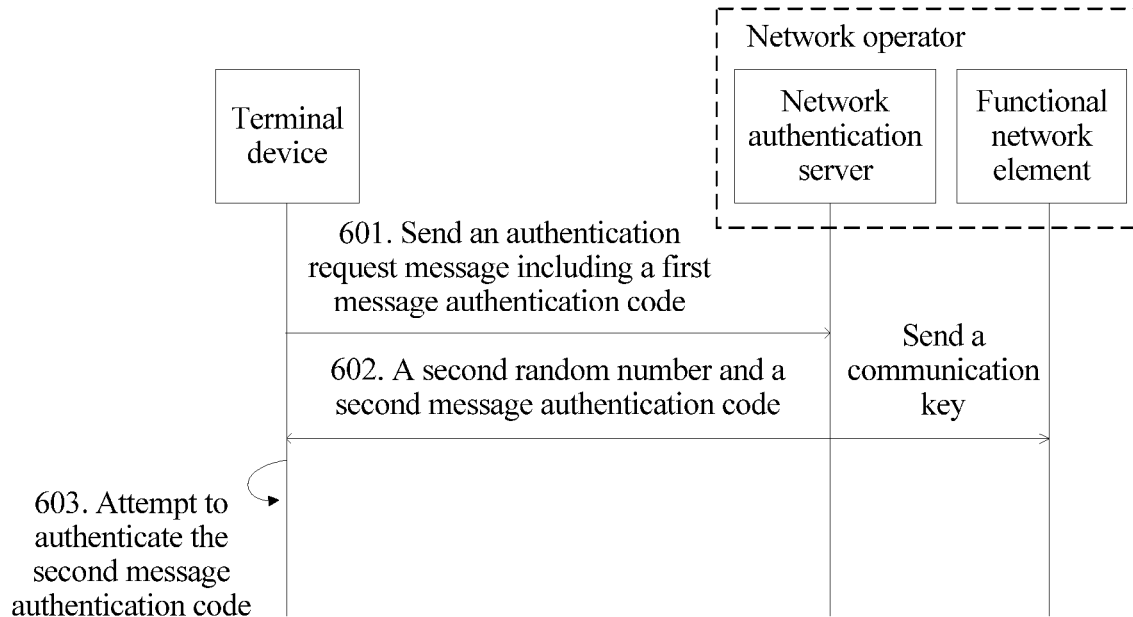 Network operator
Terminal
device
Network
authentication
server
Functional
network
element
601. Send an authentication
request message including a first
message authentication code
602. A second random number and a
second message authentication code
Send a
communication
key
603. Attempt to
authenticate the
second message
authentication code